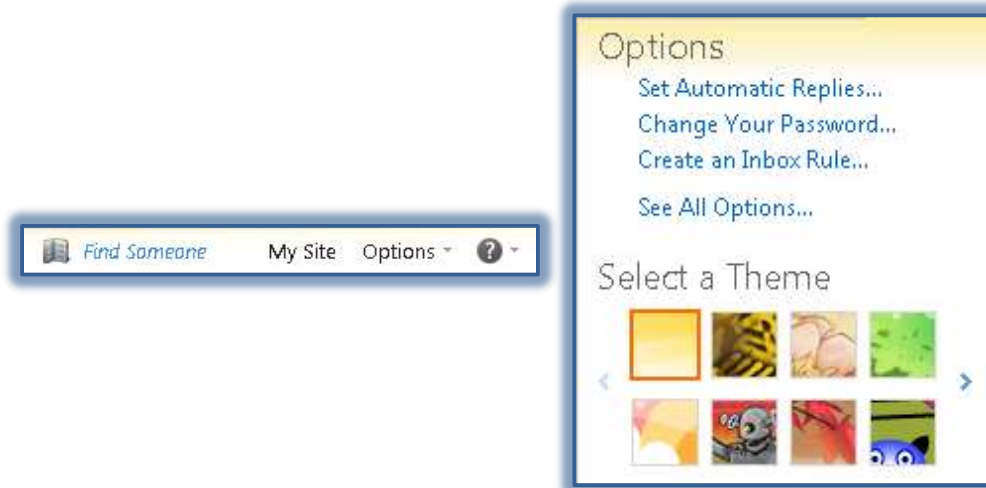 Find Someone My Site Options ?
Options
Set Automatic Replies...
Change Your Password...
Create an Inbox Rule...
See All Options...
Select a Theme